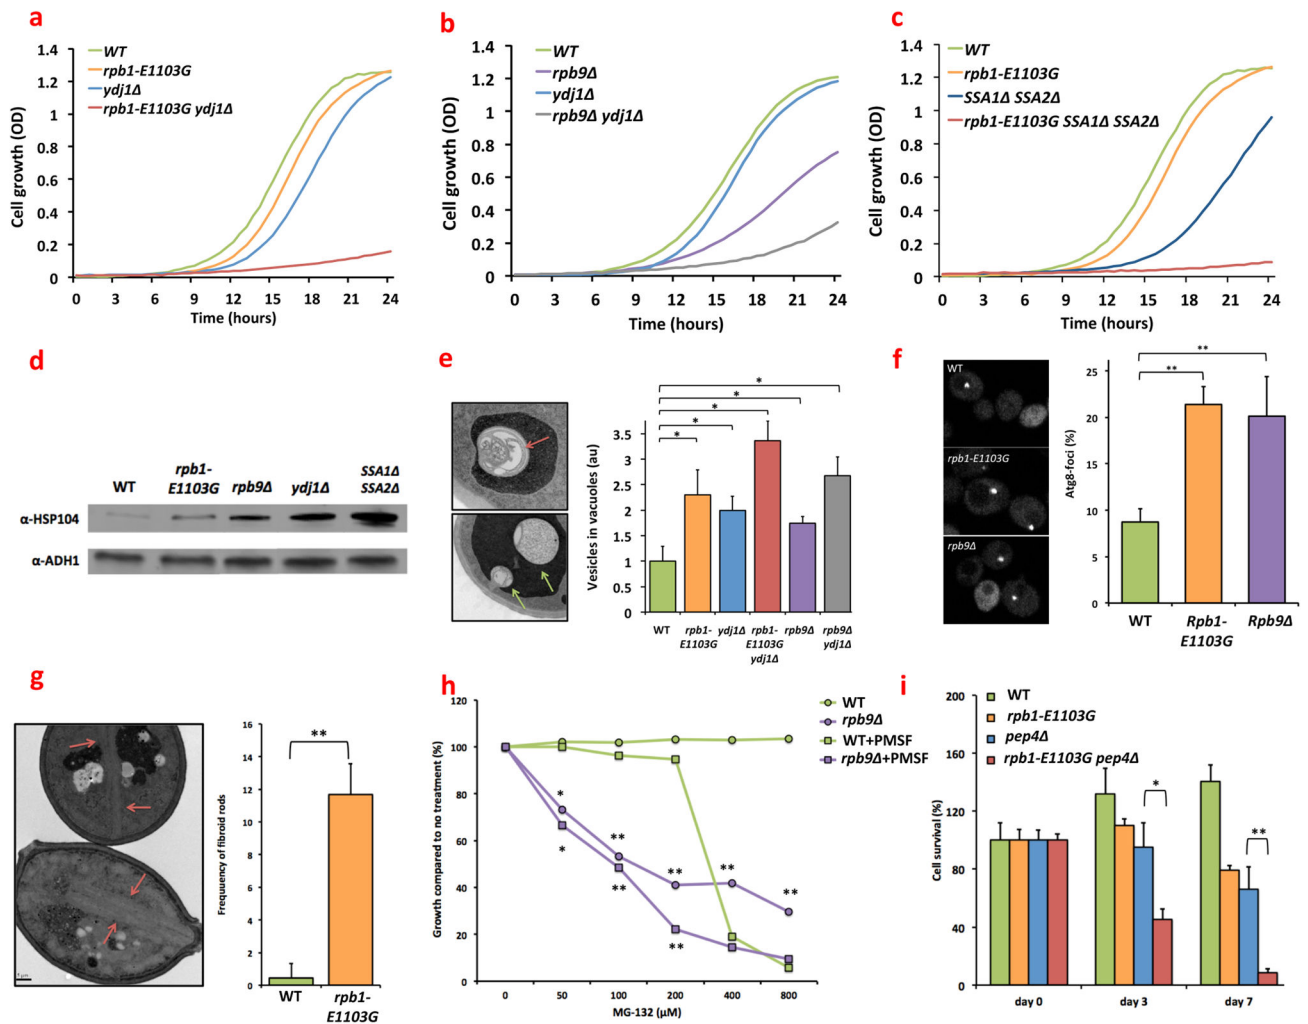 a
1.4
1.2
1
0.8
0.6
0.4
0.2
0
Cell growth (OD)
WT
rpb1-E1103G
ydj1Δ
rpb1-E1103G ydj1Δ
0 3 6 9 12 15 18 21 24
Time (hours)
b
1.4
1.2
1
0.8
0.6
0.4
0.2
0
Cell growth (OD)
WT
rpb9Δ
ydj1Δ
rpb9Δ ydj1Δ
0 3 6 9 12 15 18 21 24
Time (hours)
c
1.4
1.2
1
0.8
0.6
0.4
0.2
0
Cell growth (OD)
WT
rpb1-E1103G
SSA1Δ SSA2Δ
rpb1-E1103G SSA1Δ SSA2Δ
0 3 6 9 12 15 18 21 24
Time (hours)
d
WT
rpb1-
E1103G
rpb9Δ
ydj1Δ
SSA1Δ
SSA2Δ
α-HSP104
α-ADH1
e
Vesicles in vacuoles (au)
3.5
3
2.5
2
1.5
1
0.5
0
*
*
*
*
*
WT
rpb1-
E1103G
ydj1Δ
rpb1-
E1103G
ydj1Δ
rpb9Δ
rpb9Δ
ydj1Δ
f
WT
rpb1-E1103G
rpb9Δ
Atg8-foci (%)
25
20
15
10
5
0
**
**
WT
Rpb1-
E1103G
Rpb9Δ
g
Frequuency of fibroid rods
16
14
12
10
8
6
4
2
0
**
WT
rpb1-
E1103G
h
Growth compared to no treatment (%)
120
100
80
60
40
20
0
WT
rpb9Δ
WT+PMSF
rpb9Δ+PMSF
*
*
**
**
**
**
**
**
0 50 100 200 400 800
MG-132 (µM)
i
Cell survival (%)
200
160
120
80
40
0
WT
rpb1-E1103G
pep4Δ
rpb1-E1103G pep4Δ
*
**
day 0 day 3 day 7